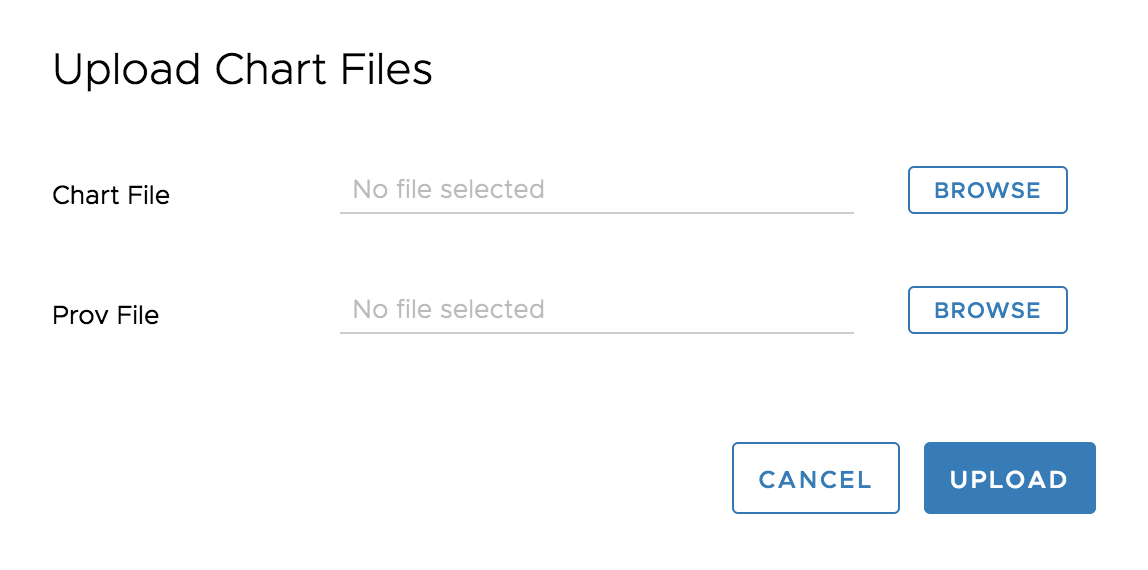 Upload Chart Files
Chart File No file selected BROWSE
Prov File No file selected BROWSE
CANCEL UPLOAD